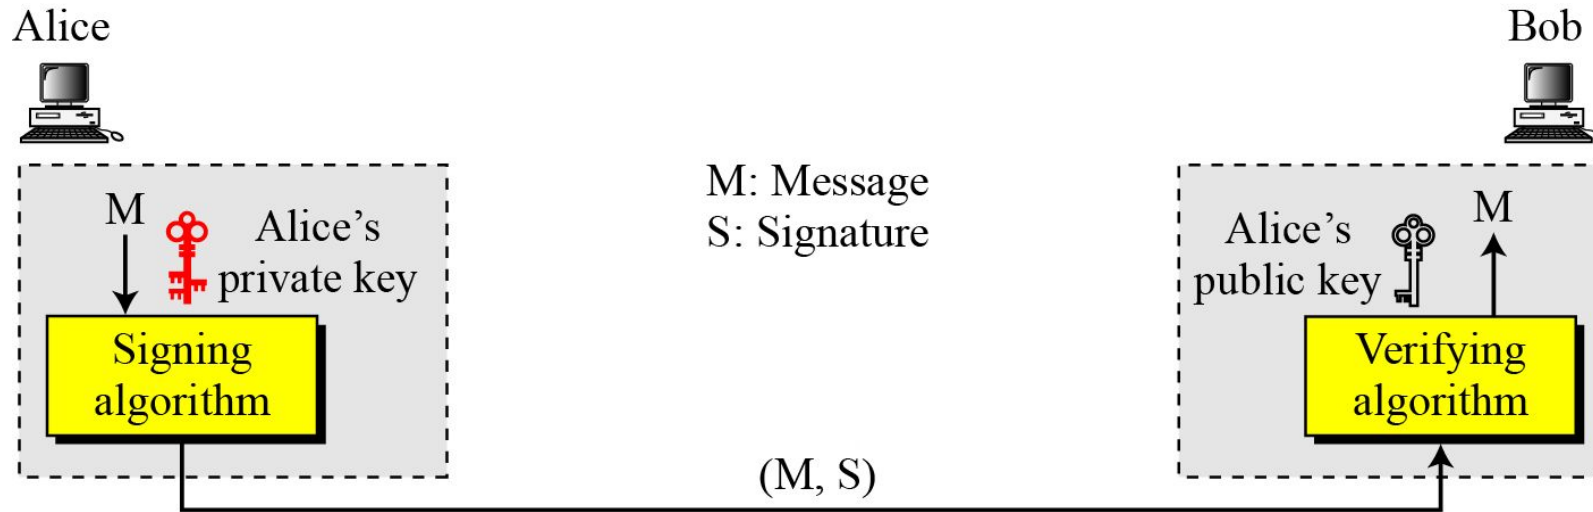 Alice
Bob
M: Message
S: Signature
M
Alice’s
private key
Signing
algorithm
Alice’s
public key
M
Verifying
algorithm
(M, S)